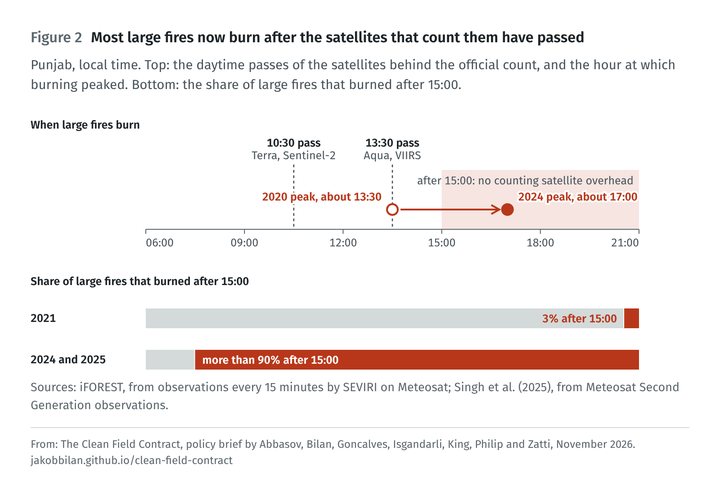 Figure 2 Most large fires now burn after the satellites that count them have passed
Punjab, local time. Top: the daytime passes of the satellites behind the official count, and the hour at which
burning peaked. Bottom: the share of large fires that burned after 15:00.
When large fires burn
10:30 pass
Terra, Sentinel-2
13:30 pass
Aqua, VIIRS
after 15:00: no counting satellite overhead
2020 peak, about 13:30
2024 peak, about 17:00
06:00 09:00 12:00 15:00 18:00 21:00
Share of large fires that burned after 15:00
2021
3% after 15:00
2024 and 2025
more than 90% after 15:00
Sources: iFOREST, from observations every 15 minutes by SEVIRI on Meteosat; Singh et al. (2025), from Meteosat Second
Generation observations.
From: The Clean Field Contract, policy brief by Abbasov, Bilan, Goncalves, Isgandarli, King, Philip and Zatti, November 2026.
jakobbilan.github.io/clean-field-contract